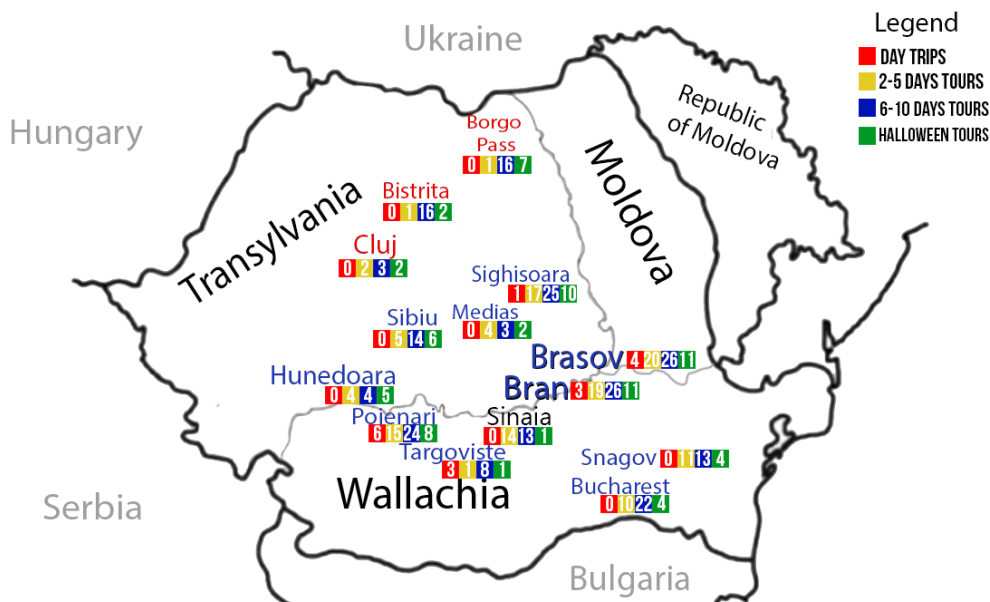 Ukraine
Legend
DAY TRIPS
2-5 DAYS TOURS
6-10 DAYS TOURS
HALLOWEEN TOURS
Hungary
Republic
of Moldova
Borgo
Pass
0 1 16 7
Moldova
Transylvania
Bistrita
0 1 16 2
Cluj
0 2 3 2
Sighisoara
1 17 25 10
Sibiu
0 5 14 6
Medias
0 4 3 2
Brasov 4 20 26 11
Hunedoara
0 4 4 5
Bran 3 19 26 11
Poienari
6 15 24 8
Sinaia
0 14 13 1
Targoviste
3 1 8 1
Snagov 0 11 13 4
Wallachia
Bucharest
0 10 22 4
Serbia
Bulgaria